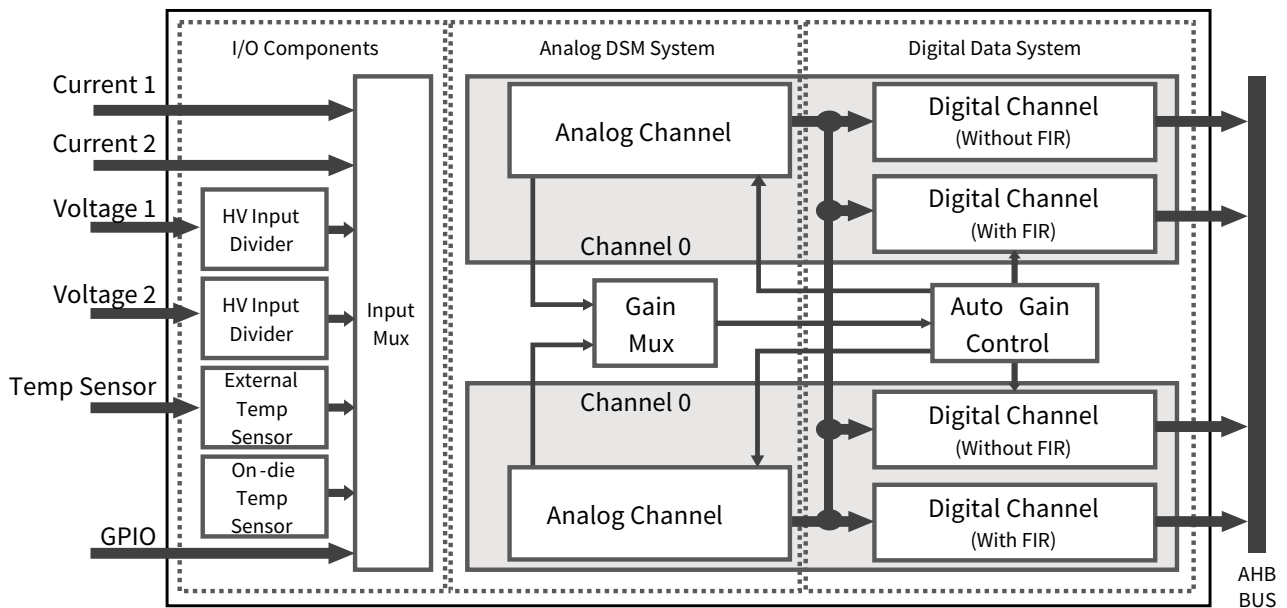 I/O Components
Analog DSM System
Digital Data System
Current 1
Current 2
Voltage 1
Voltage 2
Temp Sensor
GPIO
HV Input
Divider
HV Input
Divider
External
Temp
Sensor
On-die
Temp
Sensor
Input
Mux
Analog Channel
Channel 0
Gain
Mux
Channel 0
Analog Channel
Digital Channel
(Without FIR)
Digital Channel
(With FIR)
Auto Gain
Control
Digital Channel
(Without FIR)
Digital Channel
(With FIR)
AHB
BUS